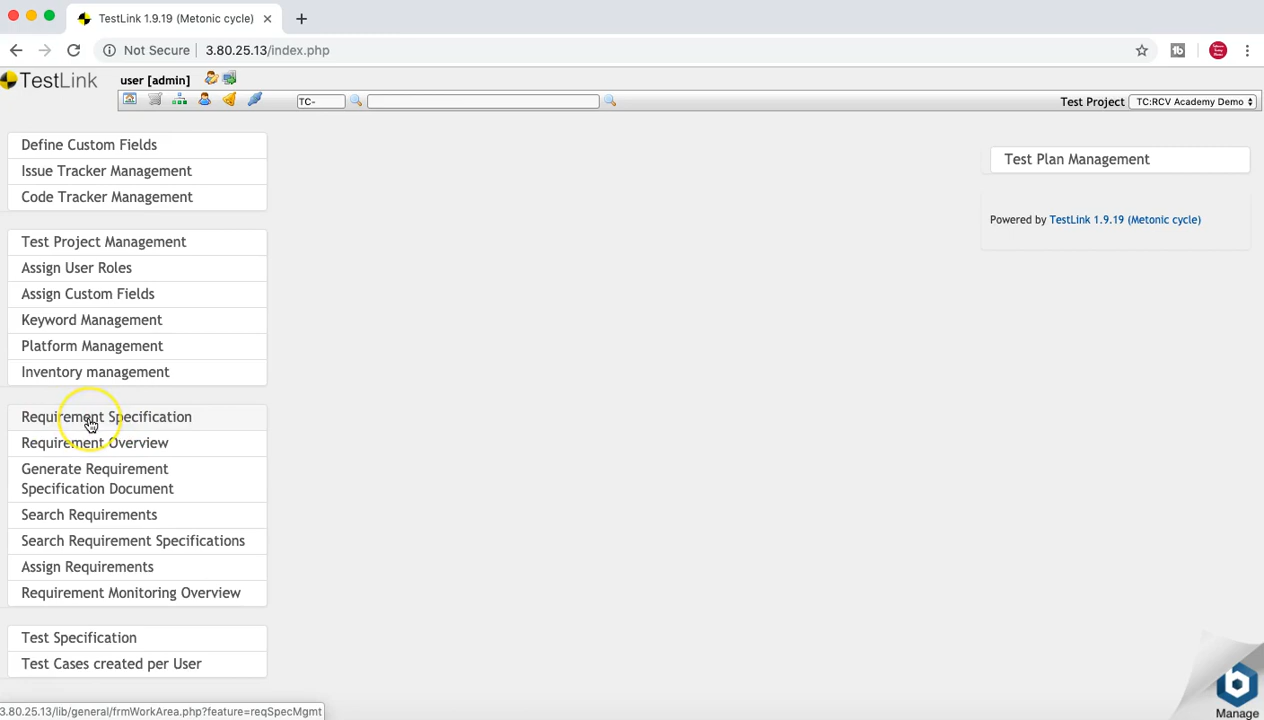 TestLink 1.9.19 (Metonic cycle)
Not Secure | 3.80.25.13/index.php
TestLink user [admin]
TC-
Test Project TC:RCV Academy Demo
Define Custom Fields
Issue Tracker Management
Code Tracker Management
Test Project Management
Assign User Roles
Assign Custom Fields
Keyword Management
Platform Management
Inventory management
Requirement Specification
Requirement Overview
Generate Requirement
Specification Document
Search Requirements
Search Requirement Specifications
Assign Requirements
Requirement Monitoring Overview
Test Specification
Test Cases created per User
Test Plan Management
Powered by TestLink 1.9.19 (Metonic cycle)
Manage
3.80.25.13/lib/general/frmWorkArea.php?feature=reqSpecMgmt